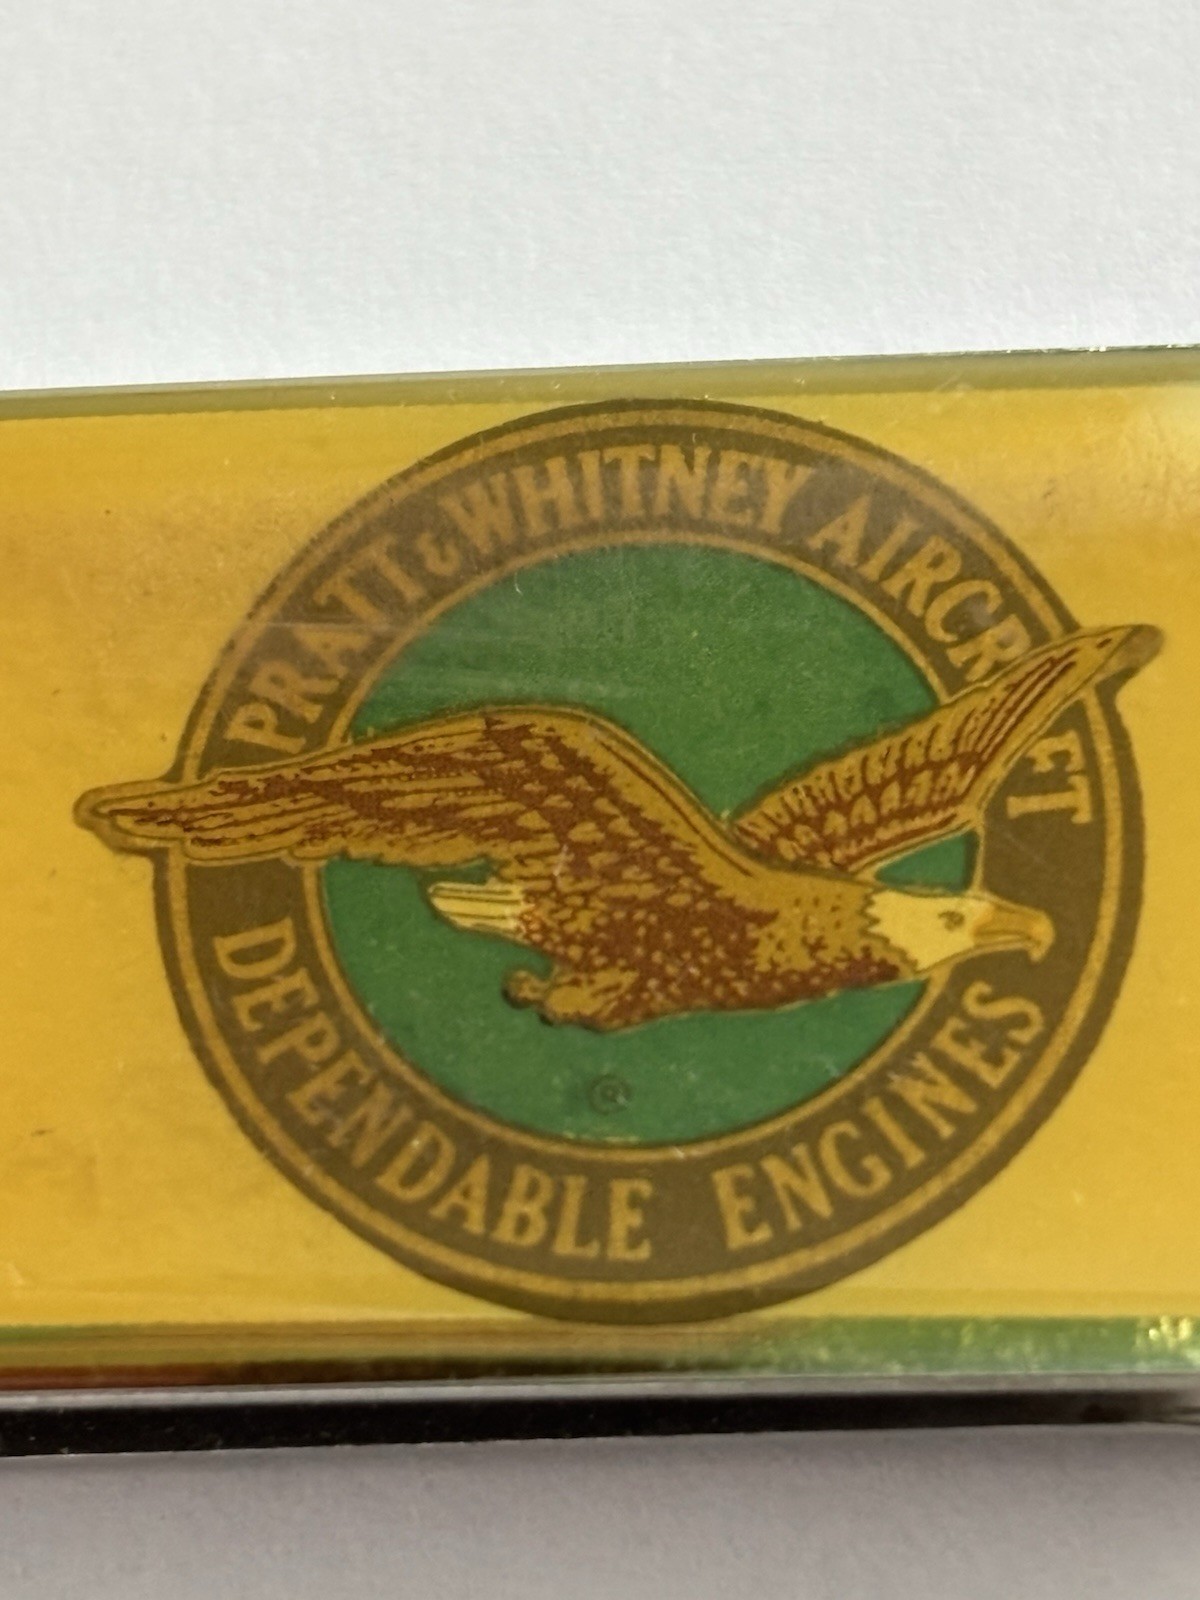 PRATT & WHITNEY AIRCRAFT
DEPENDABLE ENGINES
®